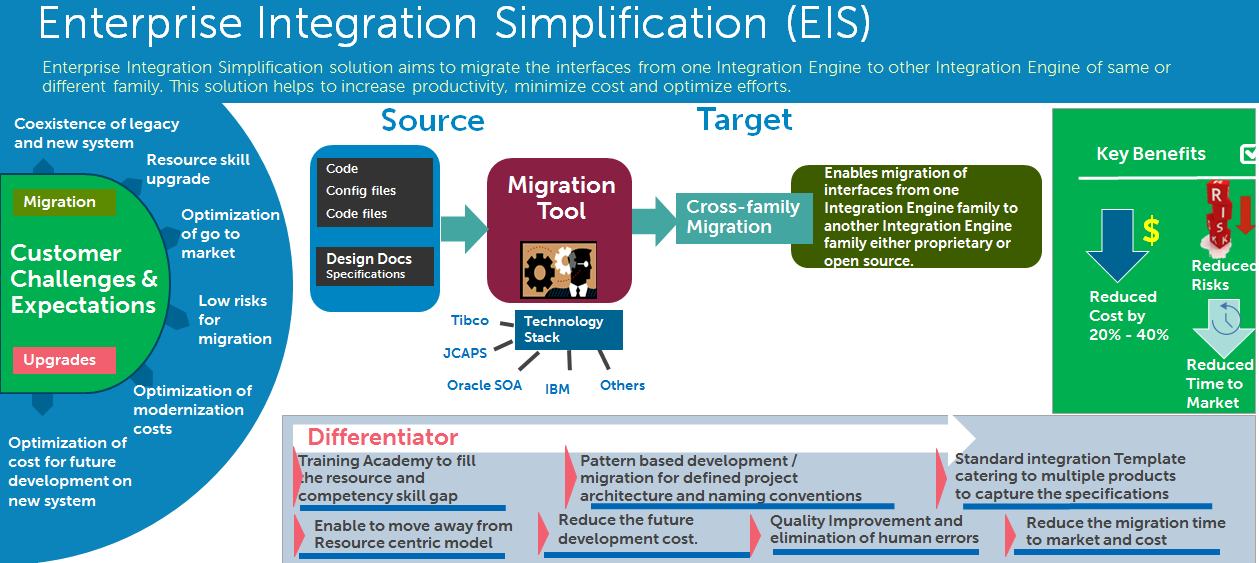 Enterprise Integration Simplification (EIS)
Enterprise Integration Simplification solution aims to migrate the interfaces from one Integration Engine to other Integration Engine of same or
different family. This solution helps to increase productivity, minimize cost and optimize efforts.
Coexistence of legacy
and new system
Resource skill
upgrade
Optimization
of go to
market
Low risks
for
migration
Optimization of
modernization
costs
Optimization of
cost for future
development on
new system
Migration
Customer
Challenges &
Expectations
Upgrades
Source
Target
Code
Config files
Code files
Design Docs
Specifications
Migration
Tool
Technology
Stack
Tibco
JCAPS
Oracle SOA
IBM
Others
Cross-family
Migration
Enables migration of
interfaces from one
Integration Engine family to
another Integration Engine
family either proprietary or
open source.
Key Benefits
$
Reduced
Cost by
20% - 40%
RISK
Reduced
Risks
Reduced
Time to
Market
Differentiator
Training Academy to fill
the resource and
competency skill gap
Pattern based development /
migration for defined project
architecture and naming conventions
Standard integration Template
catering to multiple products
to capture the specifications
Enable to move away from
Resource centric model
Reduce the future
development cost.
Quality Improvement and
elimination of human errors
Reduce the migration time
to market and cost